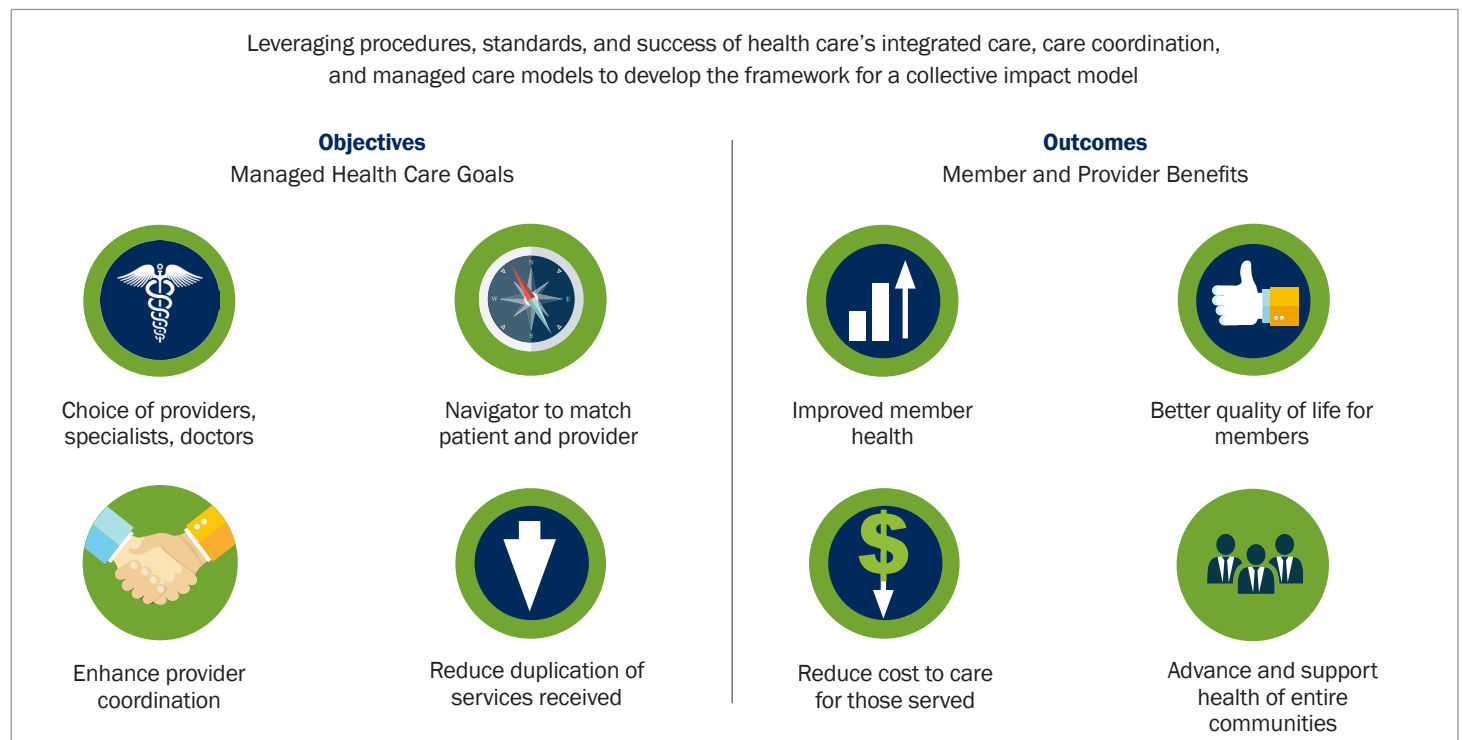 Leveraging procedures, standards, and success of health care's integrated care, care coordination,
and managed care models to develop the framework for a collective impact model
Objectives
Managed Health Care Goals
N
W
E
S
Choice of providers,
specialists, doctors
Navigator to match
patient and provider
Enhance provider
coordination
Reduce duplication of
services received
Outcomes
Member and Provider Benefits
Improved member
health
Better quality of life for
members
$
Reduce cost to care
for those served
Advance and support
health of entire
communities